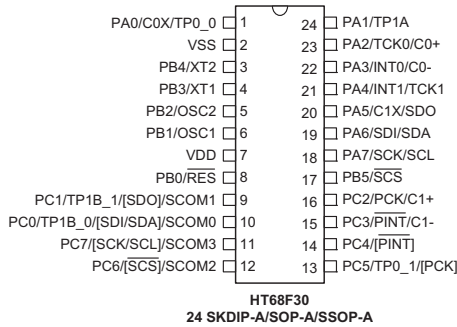 PA0/C0X/TP0_0 1 24 PA1/TP1A
VSS 2 23 PA2/TCK0/C0+
PB4/XT2 3 22 PA3/INT0/C0-
PB3/XT1 4 21 PA4/INT1/TCK1
PB2/OSC2 5 20 PA5/C1X/SDO
PB1/OSC1 6 19 PA6/SDI/SDA
VDD 7 18 PA7/SCK/SCL
PB0/RES 8 17 PB5/SCS
PC1/TP1B_1/[SDO]/SCOM1 9 16 PC2/PCK/C1+
PC0/TP1B_0/[SDI/SDA]/SCOM0 10 15 PC3/PINT/C1-
PC7/[SCK/SCL]/SCOM3 11 14 PC4/[PINT]
PC6/[SCS]/SCOM2 12 13 PC5/TP0_1/[PCK]
HT68F30
24 SKDIP-A/SOP-A/SSOP-A